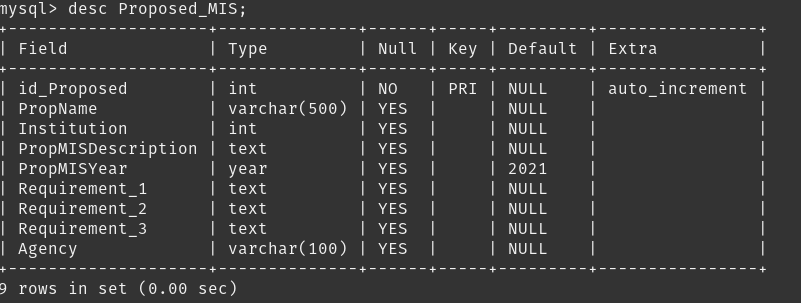 mysql> desc Proposed_MIS;
+--------------------+--------------+------+-----+---------+----------------+
| Field              | Type         | Null | Key | Default | Extra          |
+--------------------+--------------+------+-----+---------+----------------+
| id_Proposed        | int          | NO   | PRI | NULL    | auto_increment |
| PropName           | varchar(500) | YES  |     | NULL    |                |
| Institution        | int          | YES  |     | NULL    |                |
| PropMISDescription | text         | YES  |     | NULL    |                |
| PropMISYear        | year         | YES  |     | 2021    |                |
| Requirement_1      | text         | YES  |     | NULL    |                |
| Requirement_2      | text         | YES  |     | NULL    |                |
| Requirement_3      | text         | YES  |     | NULL    |                |
| Agency             | varchar(100) | YES  |     | NULL    |                |
+--------------------+--------------+------+-----+---------+----------------+
9 rows in set (0.00 sec)